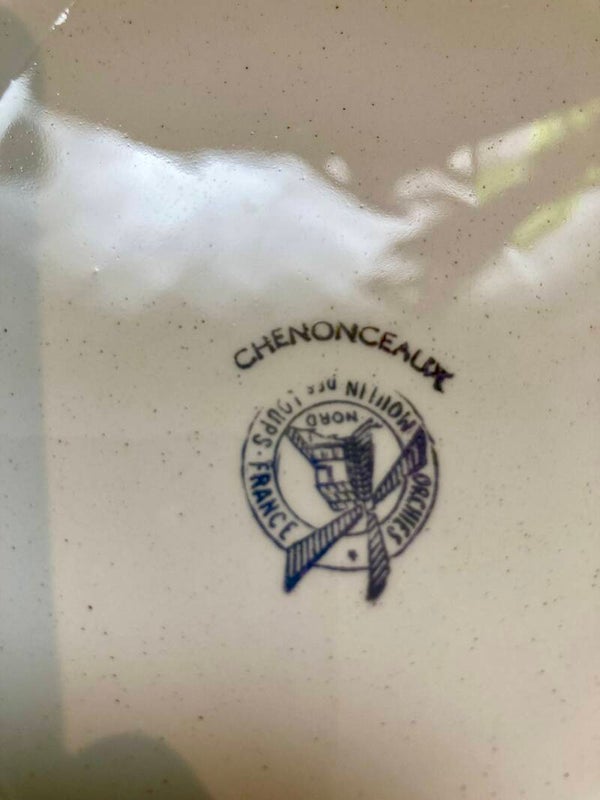 CHENONCEAUX
MOULIN DES LOUPS ·
NORD
ORCHIES
FRANCE